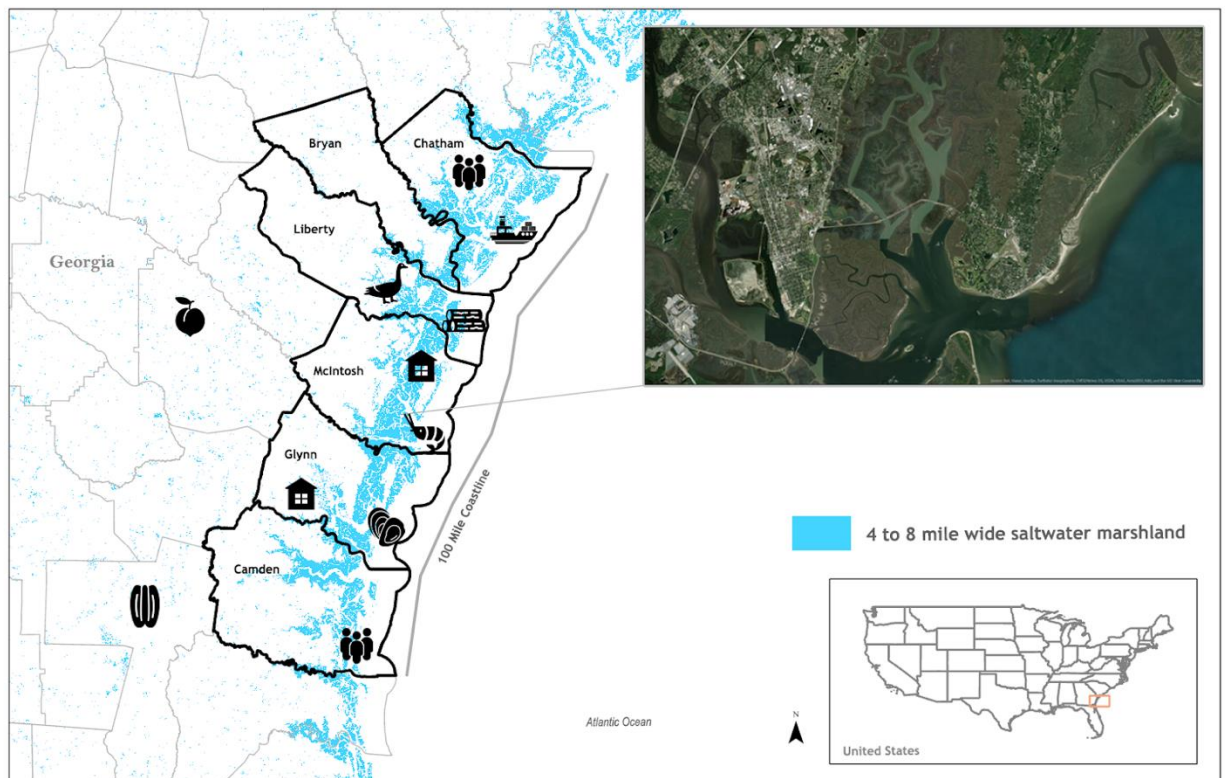 Bryan
Chatham
Liberty
Georgia
McIntosh
Glynn
100 Mile Coastline
4 to 8 mile wide saltwater marshland
Camden
Atlantic Ocean
N
United States